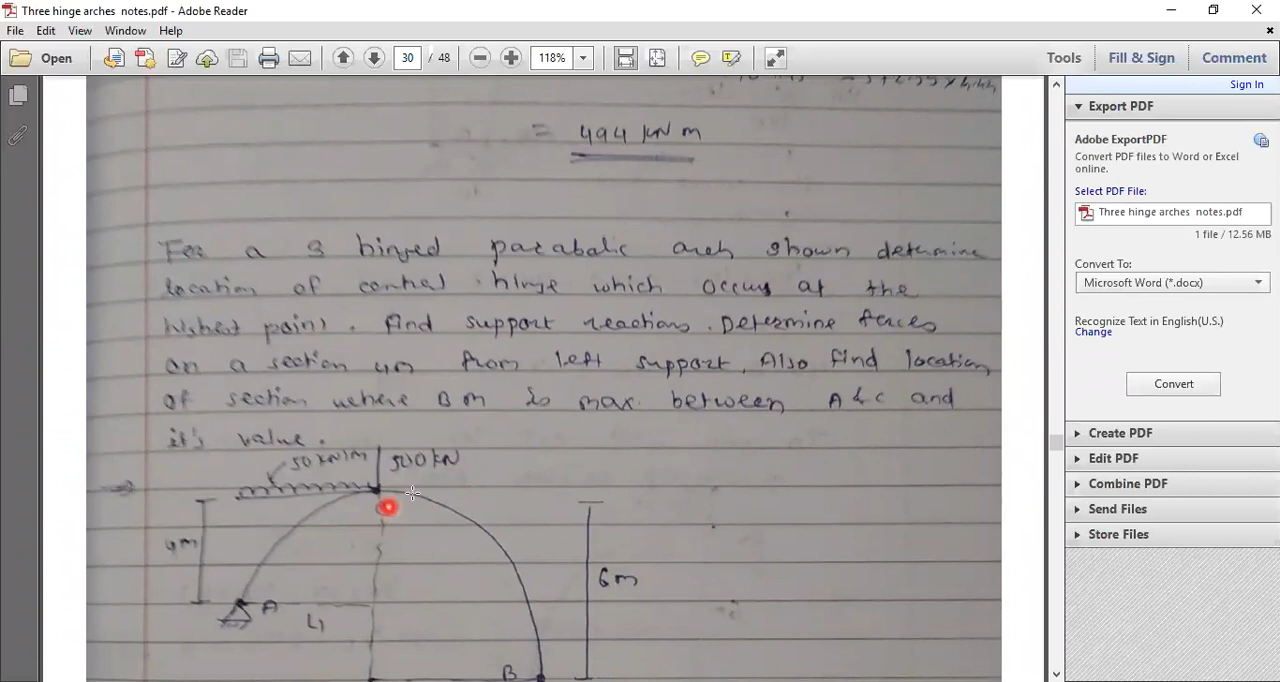 Three hinge arches notes.pdf - Adobe Reader
File Edit View Window Help
Open 30 / 48 118% Tools Fill & Sign Comment
Sign In
Export PDF
Adobe ExportPDF
Convert PDF files to Word or Excel
online.
Select PDF File:
Three hinge arches notes.pdf
1 file / 12.56 MB
Convert To:
Microsoft Word (*.docx)
Recognize Text in English(U.S.)
Change
Convert
Create PDF
Edit PDF
Combine PDF
Send Files
Store Files
= 494 kN m
For a 3 hinged parabolic arch shown determine
location of central hinge which occurs at the
highest point. Find support reactions. Determine forces
on a section 4m from left support. Also find location
of section where BM is max. between A & C and
it's value.
50 kN/m 500 kN
4m
6m
A
L1
B